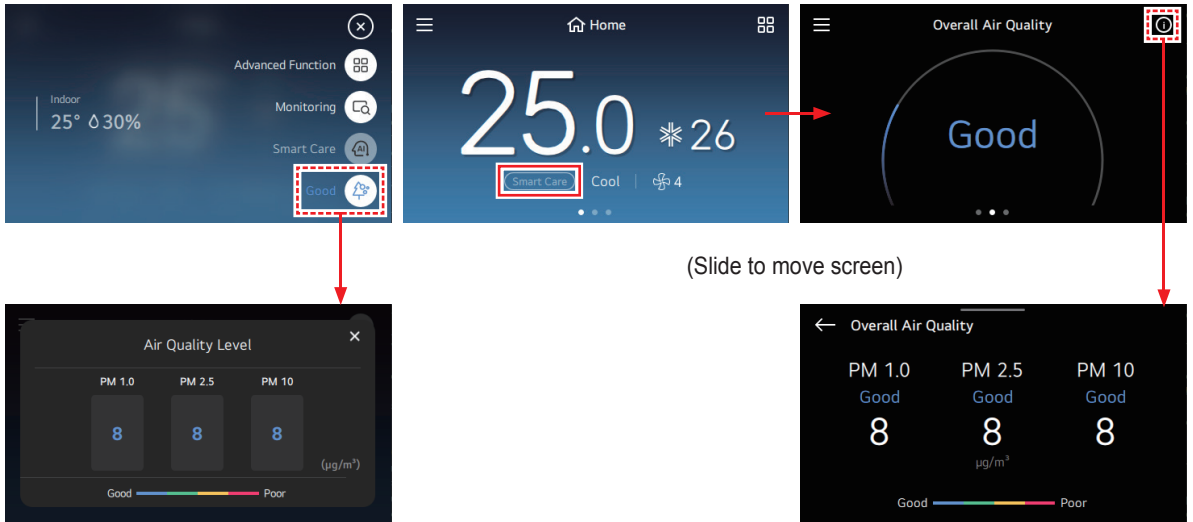 Advanced Function
Indoor
25° 30%
Monitoring
Smart Care
Good
Home
25.0 26
Smart Care Cool 4
Overall Air Quality
Good
(Slide to move screen)
Air Quality Level
PM 1.0 PM 2.5 PM 10
8 8 8
(µg/m³)
Good Poor
Overall Air Quality
PM 1.0 PM 2.5 PM 10
Good Good Good
8 8 8
µg/m³
Good Poor